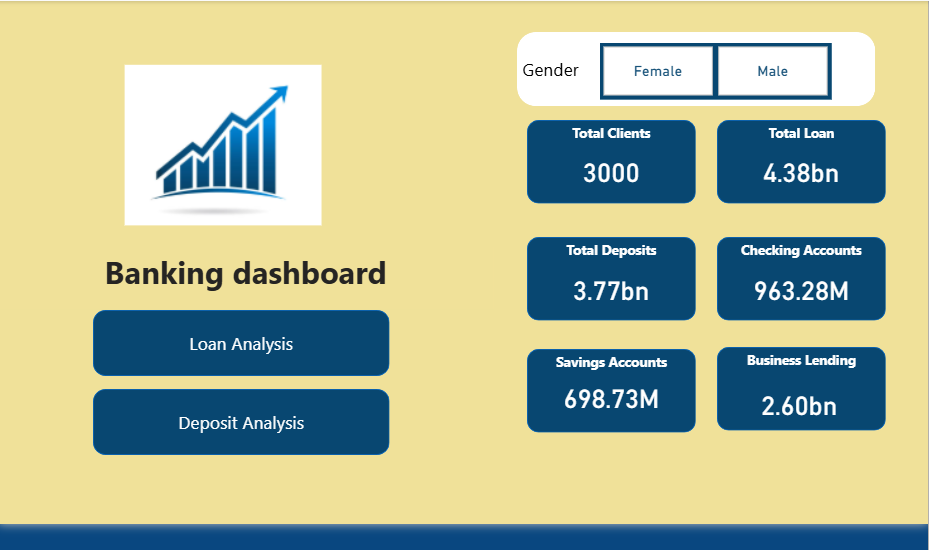 Banking dashboard
Loan Analysis
Deposit Analysis
Gender Female Male
Total Clients
3000
Total Loan
4.38bn
Total Deposits
3.77bn
Checking Accounts
963.28M
Savings Accounts
698.73M
Business Lending
2.60bn